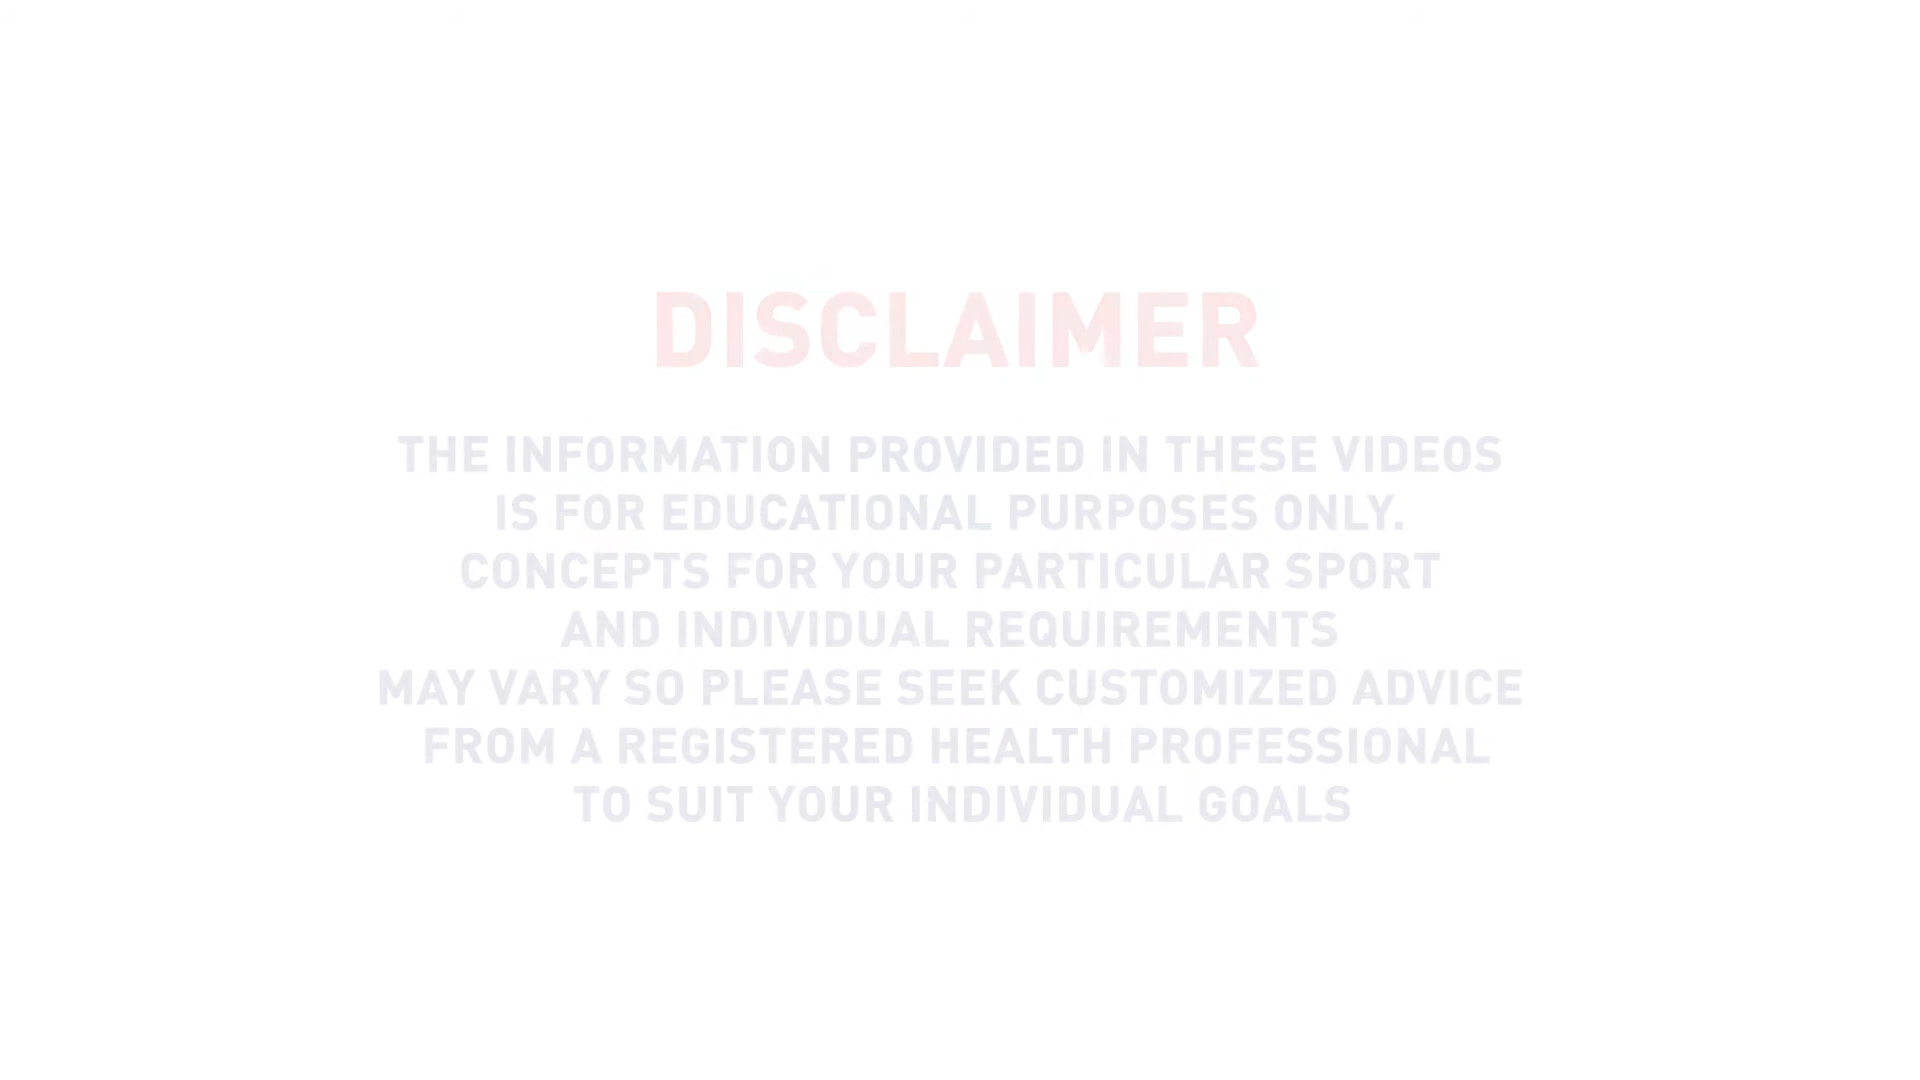 DISCLAIMER
THE INFORMATION PROVIDED IN THESE VIDEOS
IS FOR EDUCATIONAL PURPOSES ONLY.
CONCEPTS FOR YOUR PARTICULAR SPORT
AND INDIVIDUAL REQUIREMENTS
MAY VARY SO PLEASE SEEK CUSTOMIZED ADVICE
FROM A REGISTERED HEALTH PROFESSIONAL
TO SUIT YOUR INDIVIDUAL GOALS